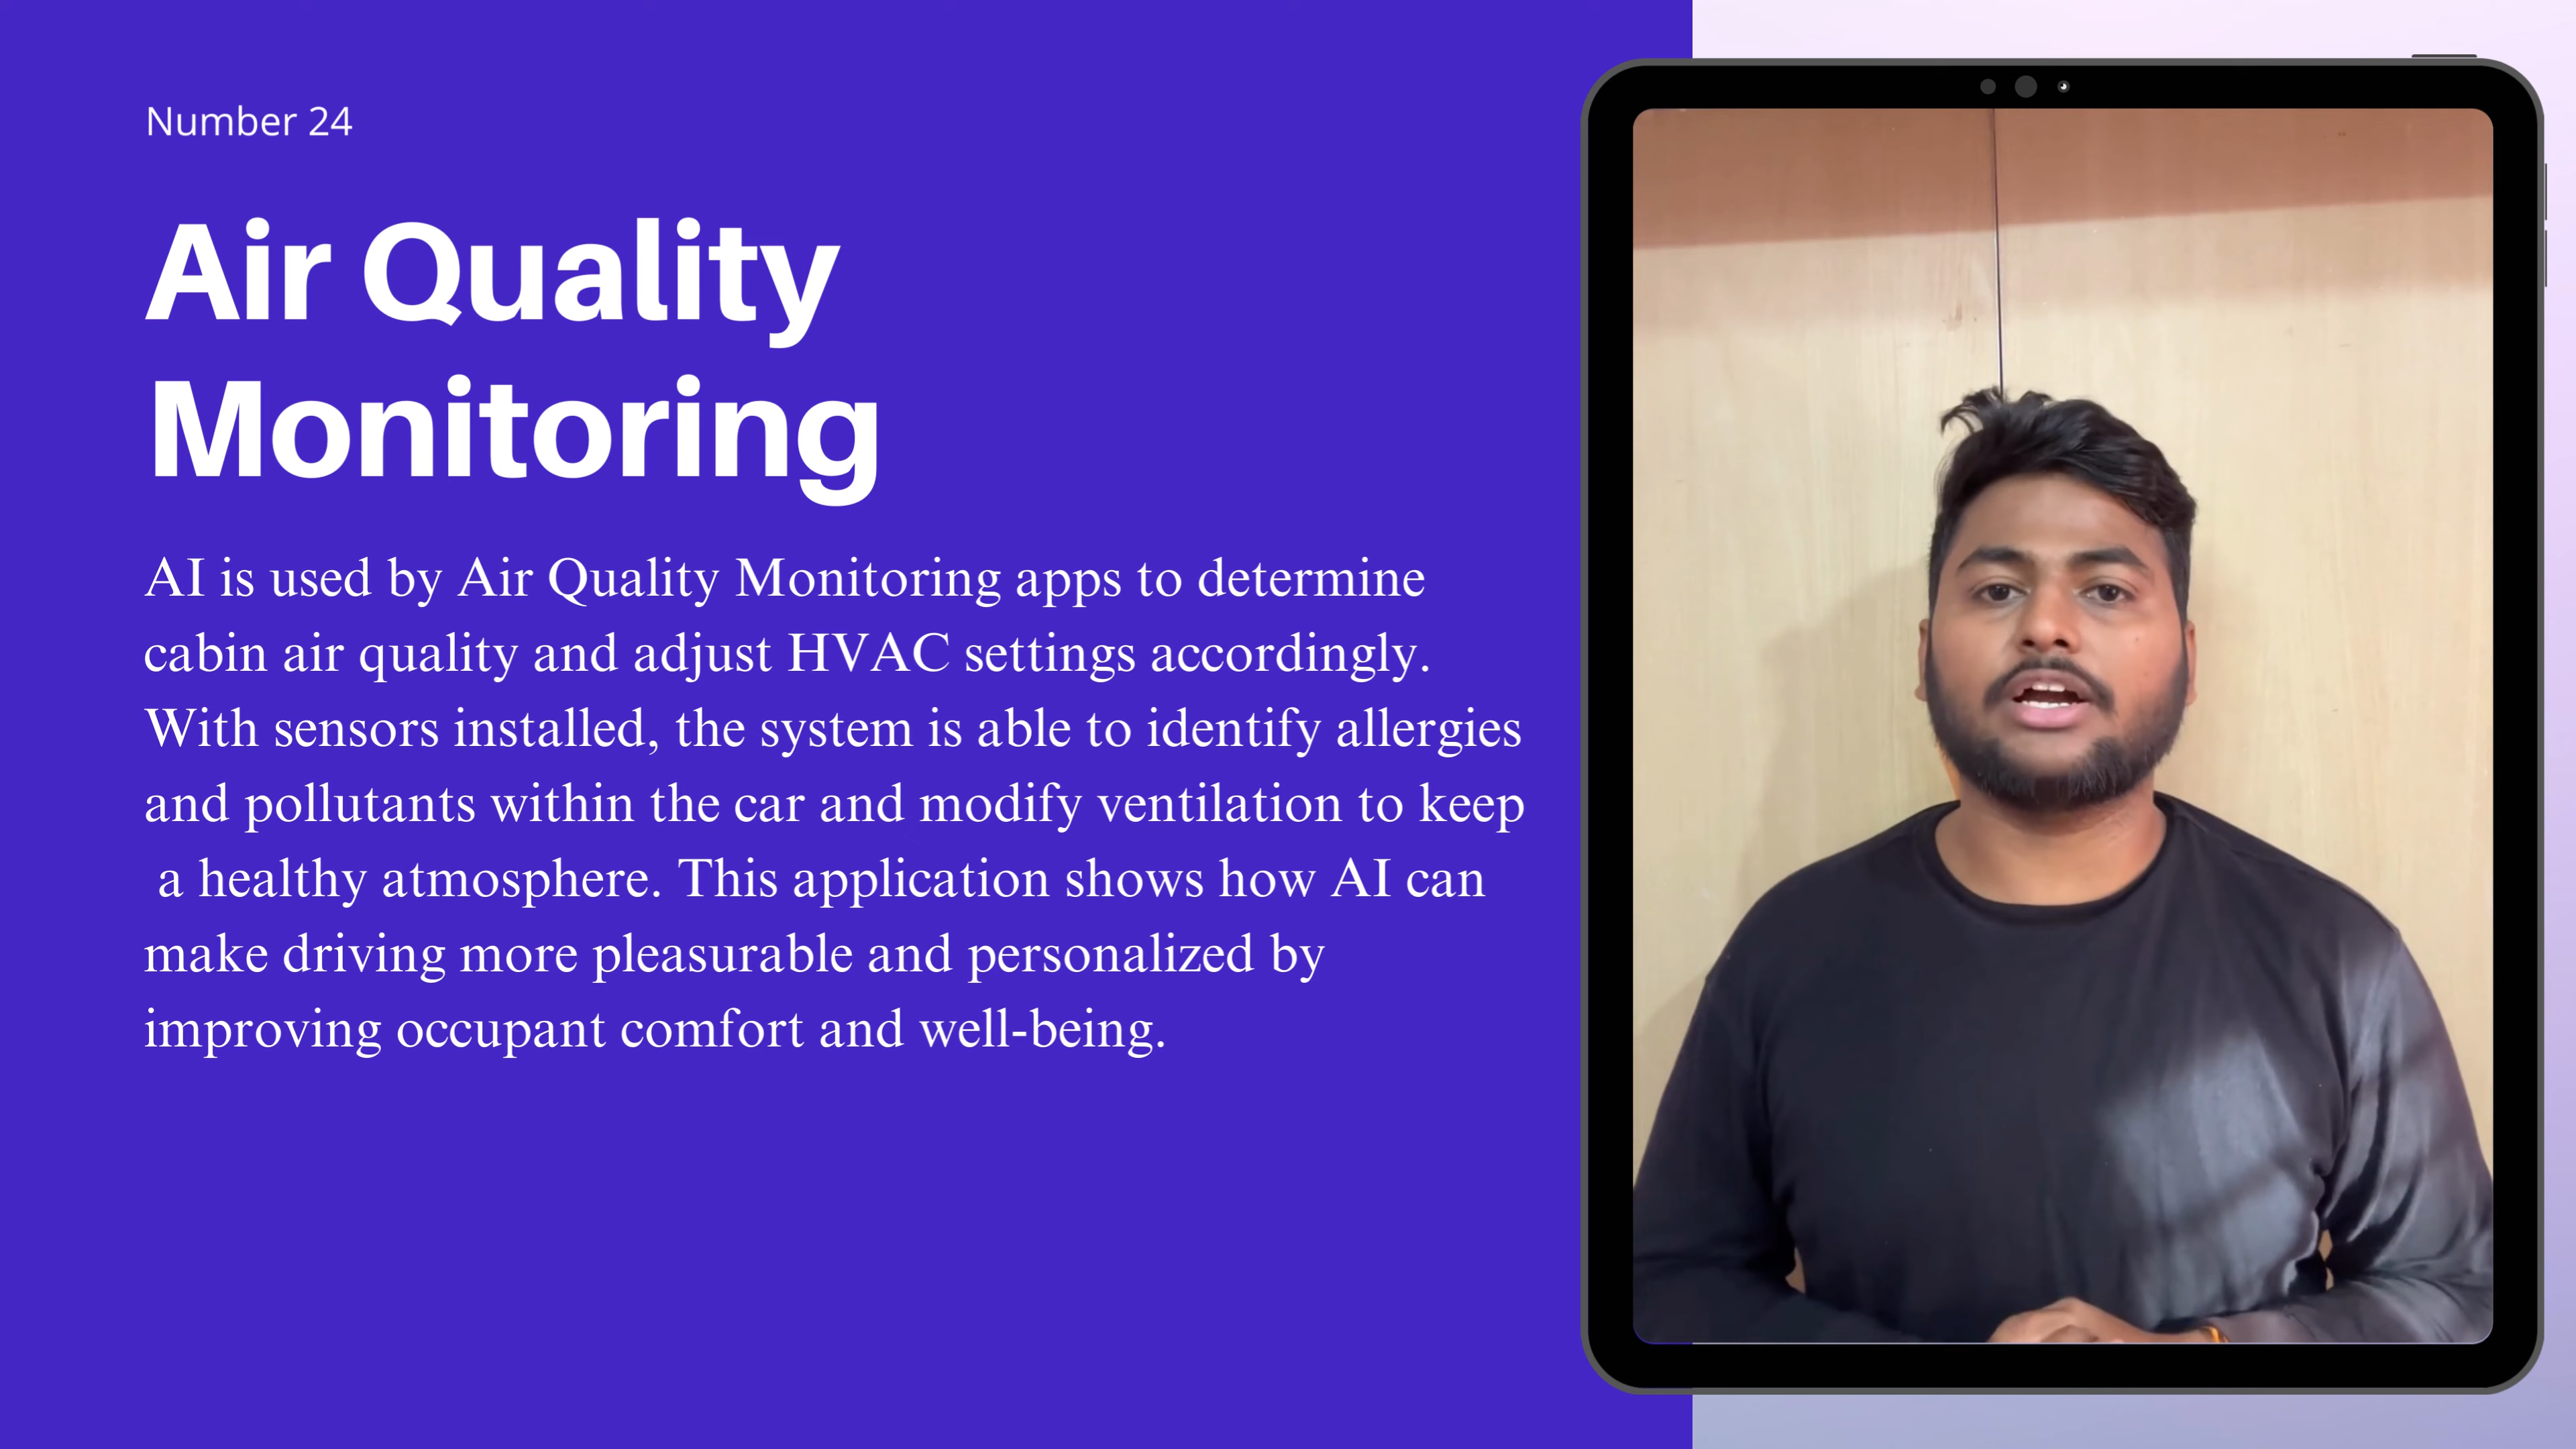 Number 24
Air Quality
Monitoring
AI is used by Air Quality Monitoring apps to determine
cabin air quality and adjust HVAC settings accordingly.
With sensors installed, the system is able to identify allergies
and pollutants within the car and modify ventilation to keep
a healthy atmosphere. This application shows how AI can
make driving more pleasurable and personalized by
improving occupant comfort and well-being.